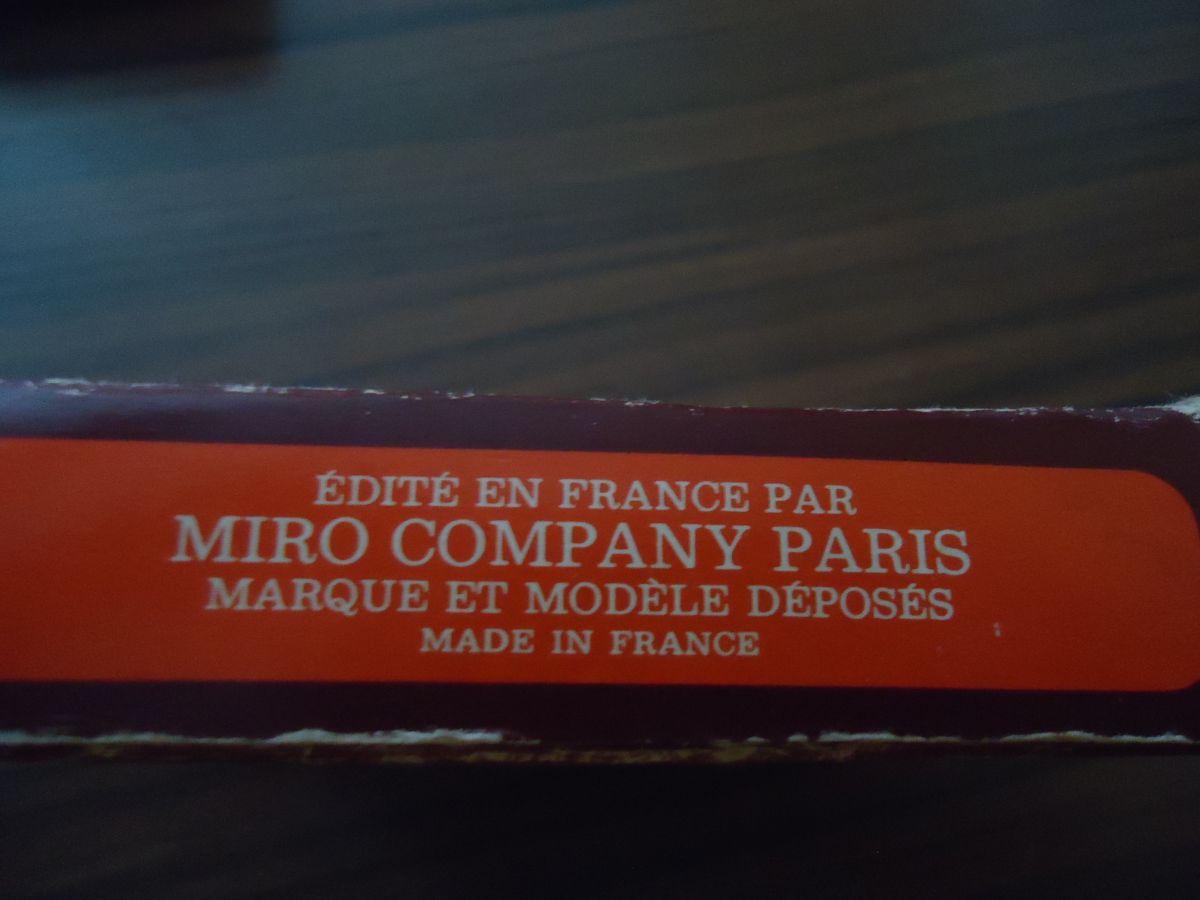 ÉDITÉ EN FRANCE PAR
MIRO COMPANY PARIS
MARQUE ET MODÈLE DÉPOSÉS
MADE IN FRANCE